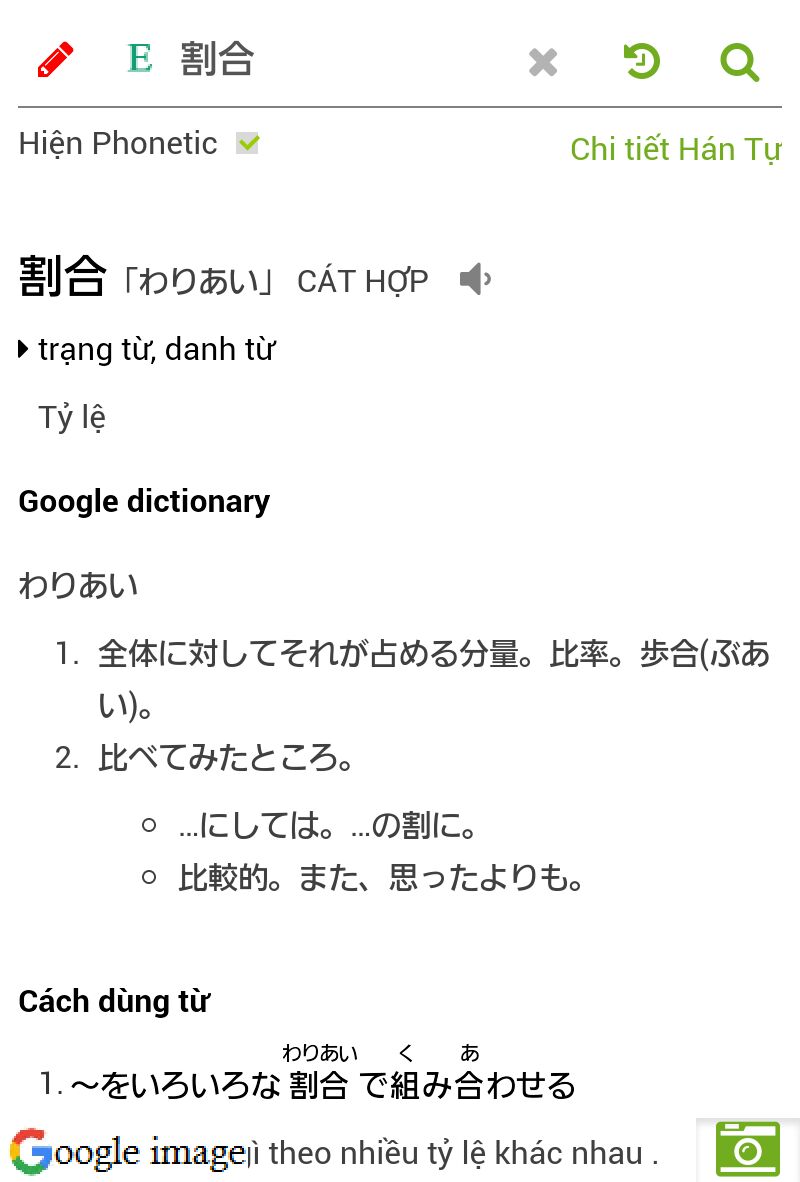 E 割合
Hiện Phonetic
Chi tiết Hán Tự
割合「わりあい」 CÁT HỢP
trạng từ, danh từ
Tỷ lệ
Google dictionary
わりあい
1. 全体に対してそれが占める分量。比率。歩合(ぶあ
い)。
2. 比べてみたところ。
…にしては。…の割に。
比較的。また、思ったよりも。
Cách dùng từ
わりあい く あ
1. ～をいろいろな 割合 で組み合わせる
Google image
theo nhiều tỷ lệ khác nhau .